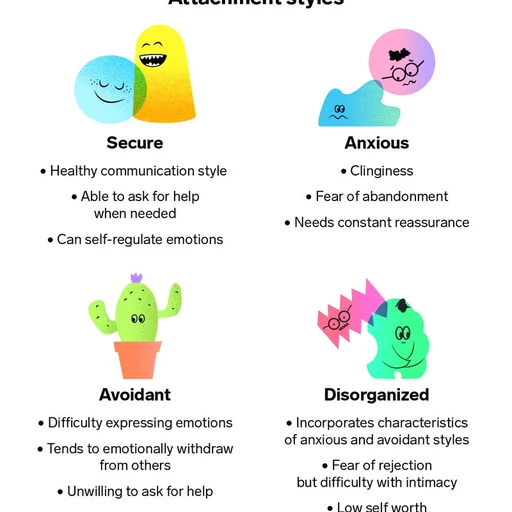 Attachment styles
Secure
• Healthy communication style
• Able to ask for help
when needed
• Can self-regulate emotions
Anxious
• Clinginess
• Fear of abandonment
• Needs constant reassurance
Avoidant
• Difficulty expressing emotions
• Tends to emotionally withdraw
from others
• Unwilling to ask for help
Disorganized
• Incorporates characteristics
of anxious and avoidant styles
• Fear of rejection
but difficulty with intimacy
• Low self worth